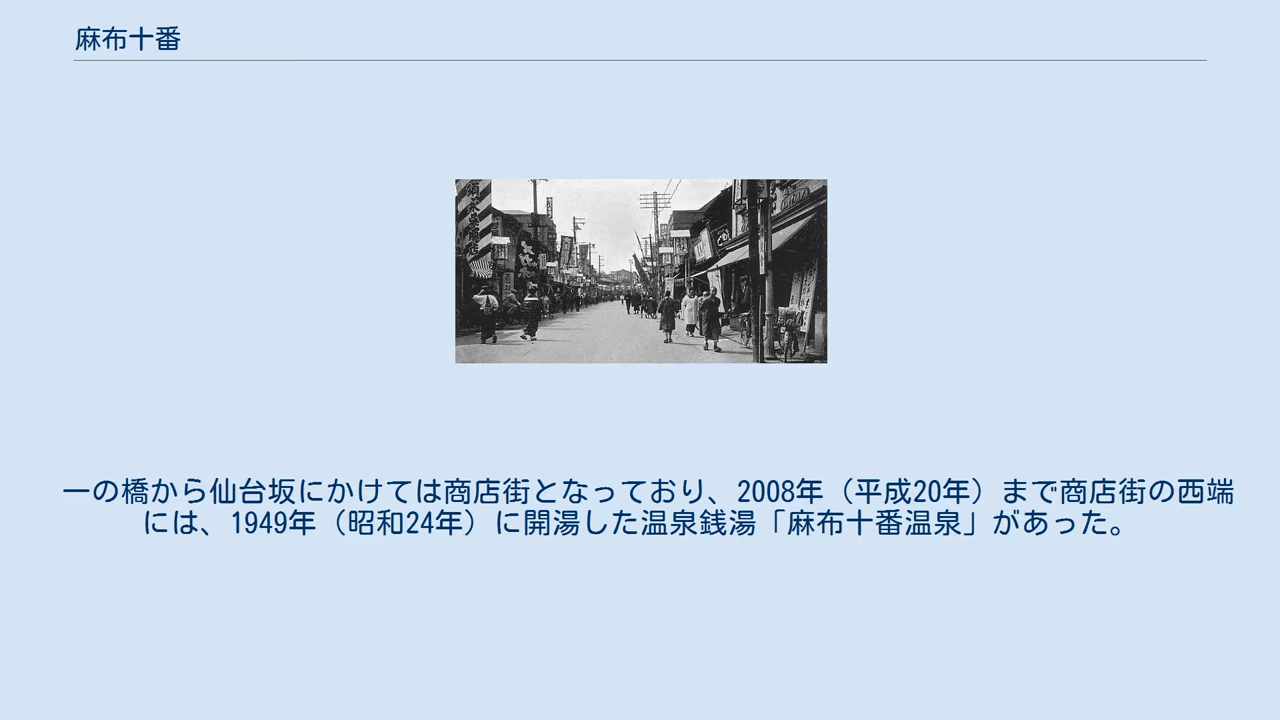 麻布十番
一の橋から仙台坂にかけては商店街となっており、2008年（平成20年）まで商店街の西端
には、1949年（昭和24年）に開湯した温泉銭湯「麻布十番温泉」があった。